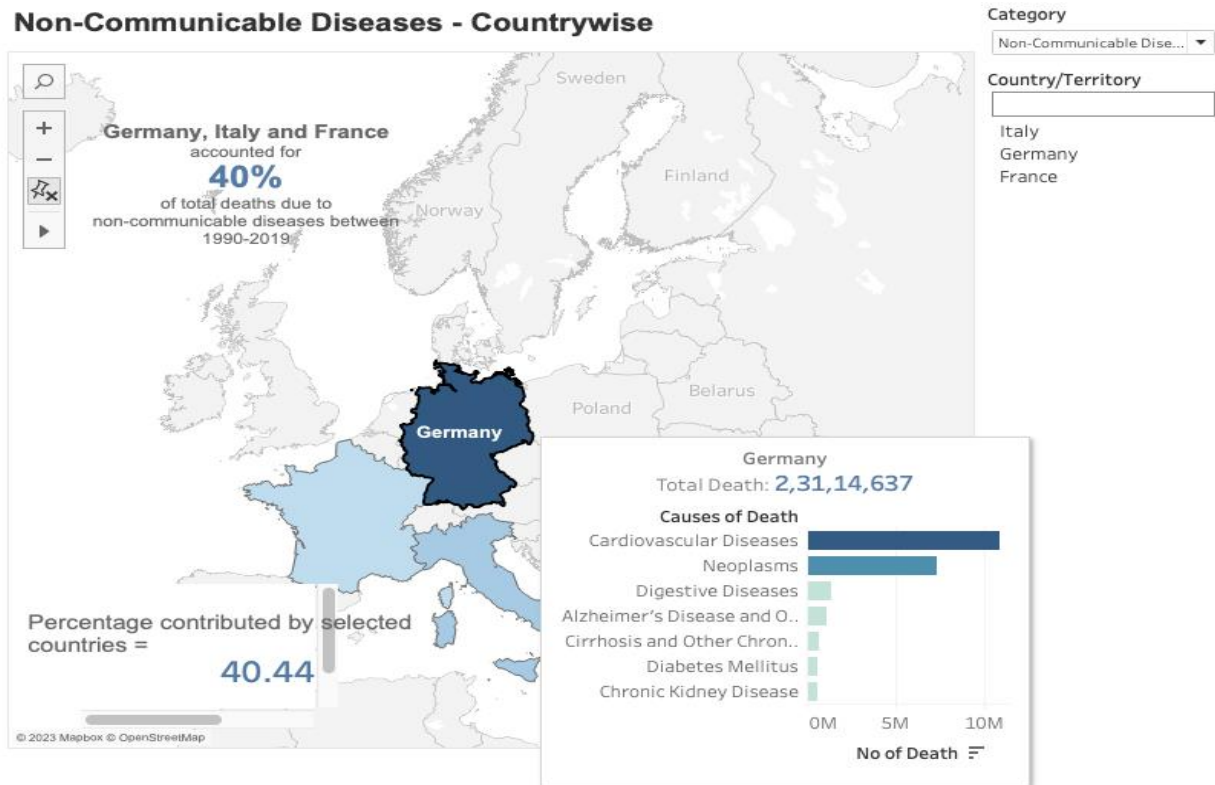 Non-Communicable Diseases - Countrywise
Category
Non-Communicable Dise...
Country/Territory
Italy
Germany
France
Germany, Italy and France
accounted for
40%
of total deaths due to
non-communicable diseases between
1990-2019
Sweden
Finland
Norway
Belarus
Poland
Germany
Germany
Total Death: 2,31,14,637
Causes of Death
Cardiovascular Diseases
Neoplasms
Digestive Diseases
Alzheimer's Disease and O..
Cirrhosis and Other Chron..
Diabetes Mellitus
Chronic Kidney Disease
0M 5M 10M
No of Death
Percentage contributed by selected
countries =
40.44
© 2023 Mapbox © OpenStreetMap